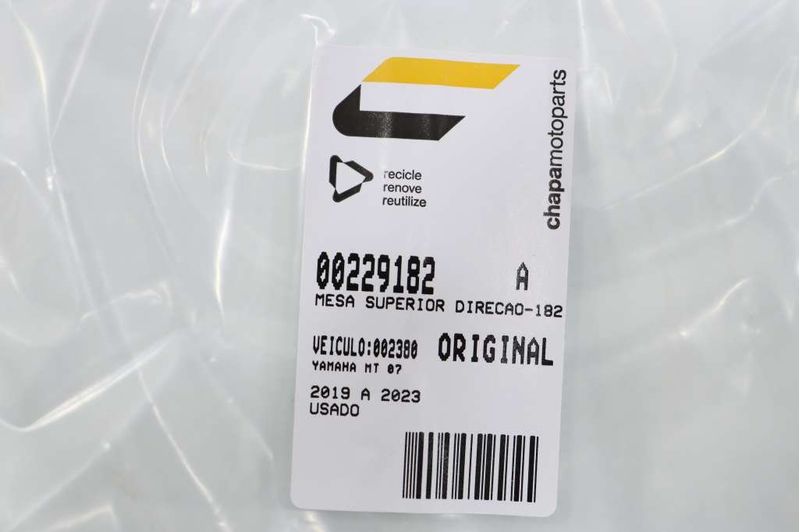 chapamotoparts
recicle
renove
reutilize
00229182 A
MESA SUPERIOR DIRECAO-182
VEICULO:002380 ORIGINAL
YAMAHA MT 07
2019 A 2023
USADO